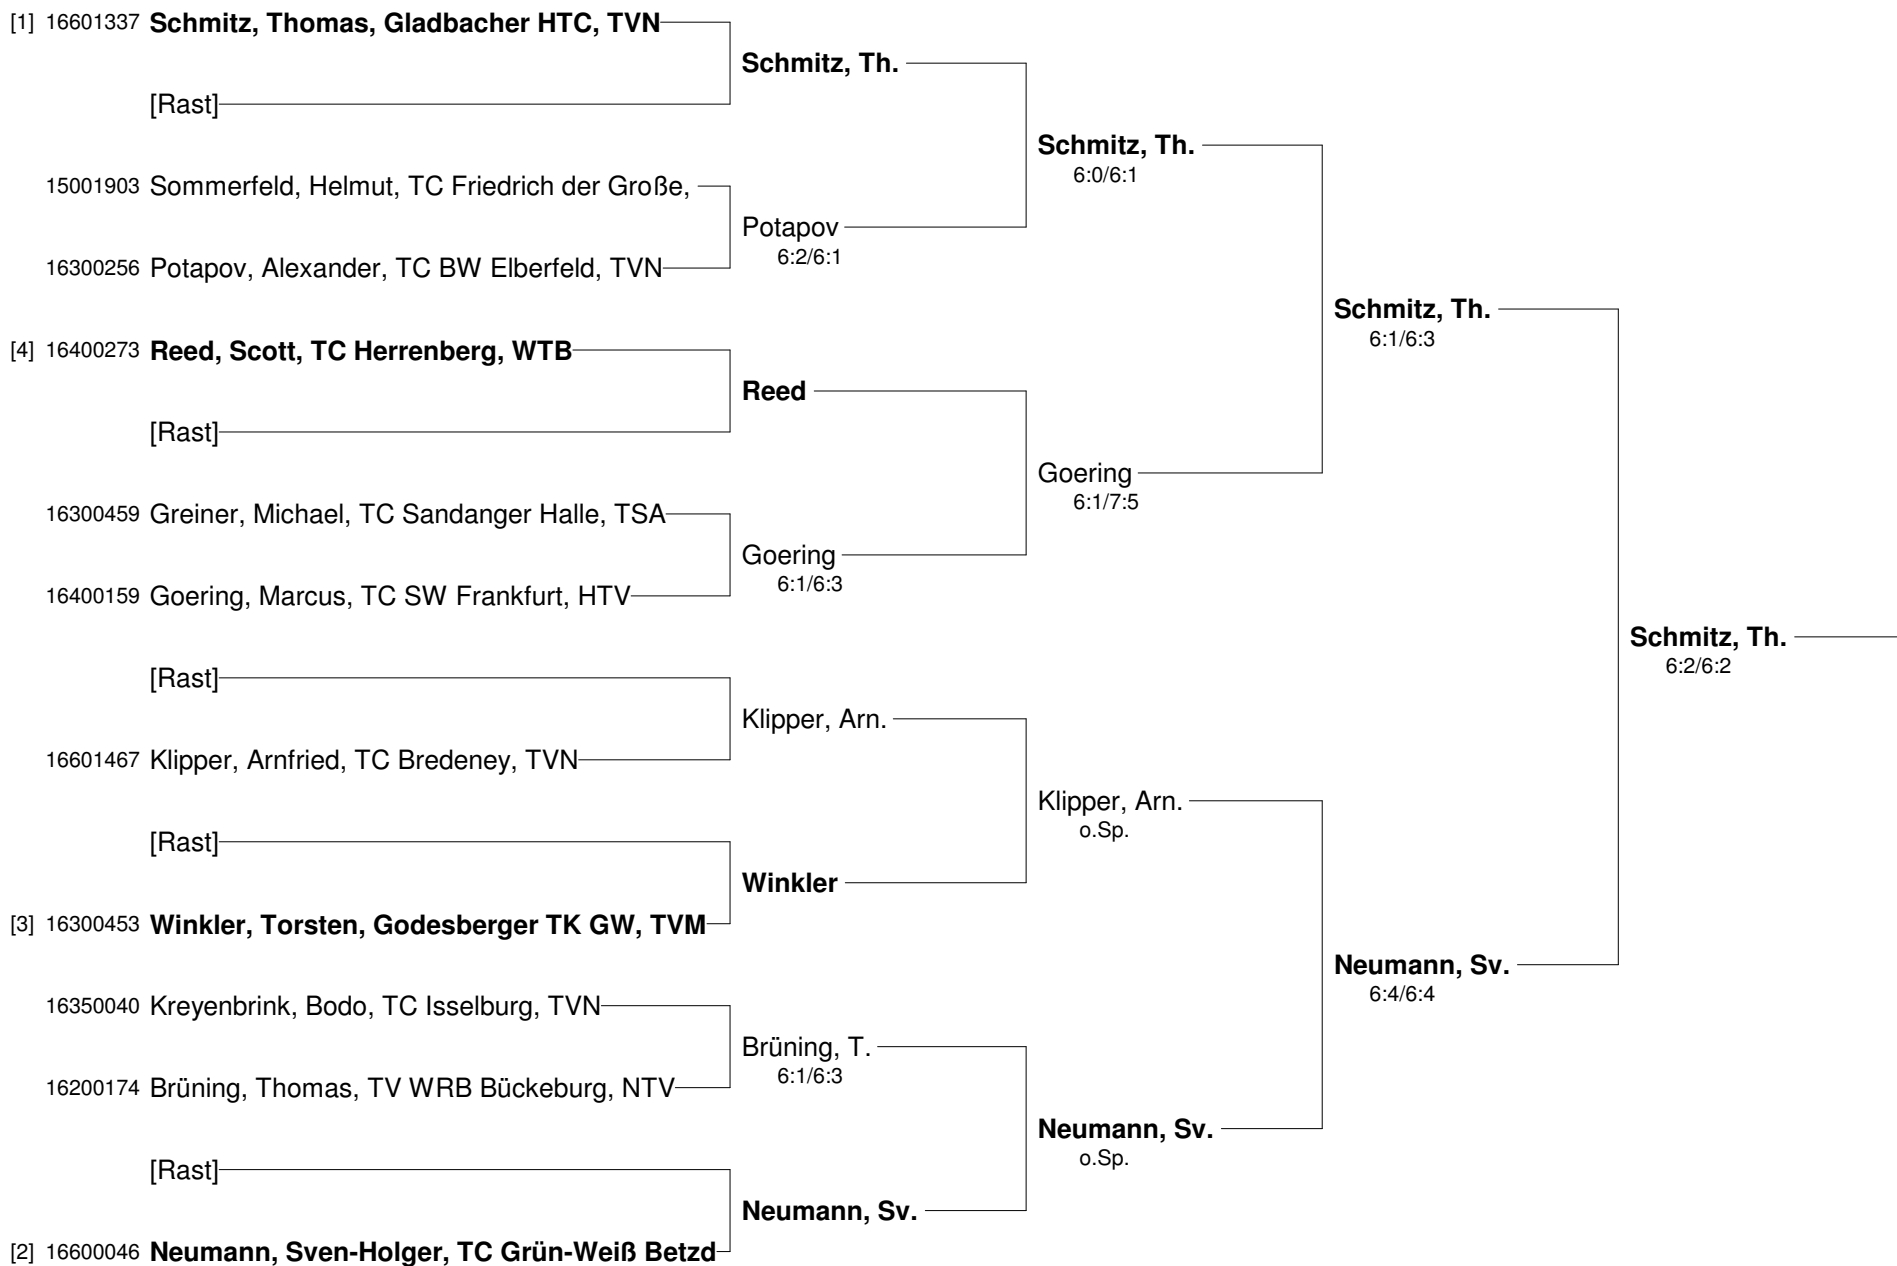 [1] 16601337 Schmitz, Thomas, Gladbacher HTC, TVN
Schmitz, Th.
[Rast]
Schmitz, Th.
6:0/6:1
15001903 Sommerfeld, Helmut, TC Friedrich der Große,
Potapov
6:2/6:1
16300256 Potapov, Alexander, TC BW Elberfeld, TVN
Schmitz, Th.
6:1/6:3
[4] 16400273 Reed, Scott, TC Herrenberg, WTB
Reed
[Rast]
Goering
6:1/7:5
16300459 Greiner, Michael, TC Sandanger Halle, TSA
Goering
6:1/6:3
16400159 Goering, Marcus, TC SW Frankfurt, HTV
Schmitz, Th.
6:2/6:2
[Rast]
Klipper, Arn.
16601467 Klipper, Arnfried, TC Bredeney, TVN
Klipper, Arn.
o.Sp.
[Rast]
Winkler
[3] 16300453 Winkler, Torsten, Godesberger TK GW, TVM
Neumann, Sv.
6:4/6:4
16350040 Kreyenbrink, Bodo, TC Isselburg, TVN
Brüning, T.
6:1/6:3
16200174 Brüning, Thomas, TV WRB Bückeburg, NTV
Neumann, Sv.
o.Sp.
[Rast]
Neumann, Sv.
[2] 16600046 Neumann, Sven-Holger, TC Grün-Weiß Betzd